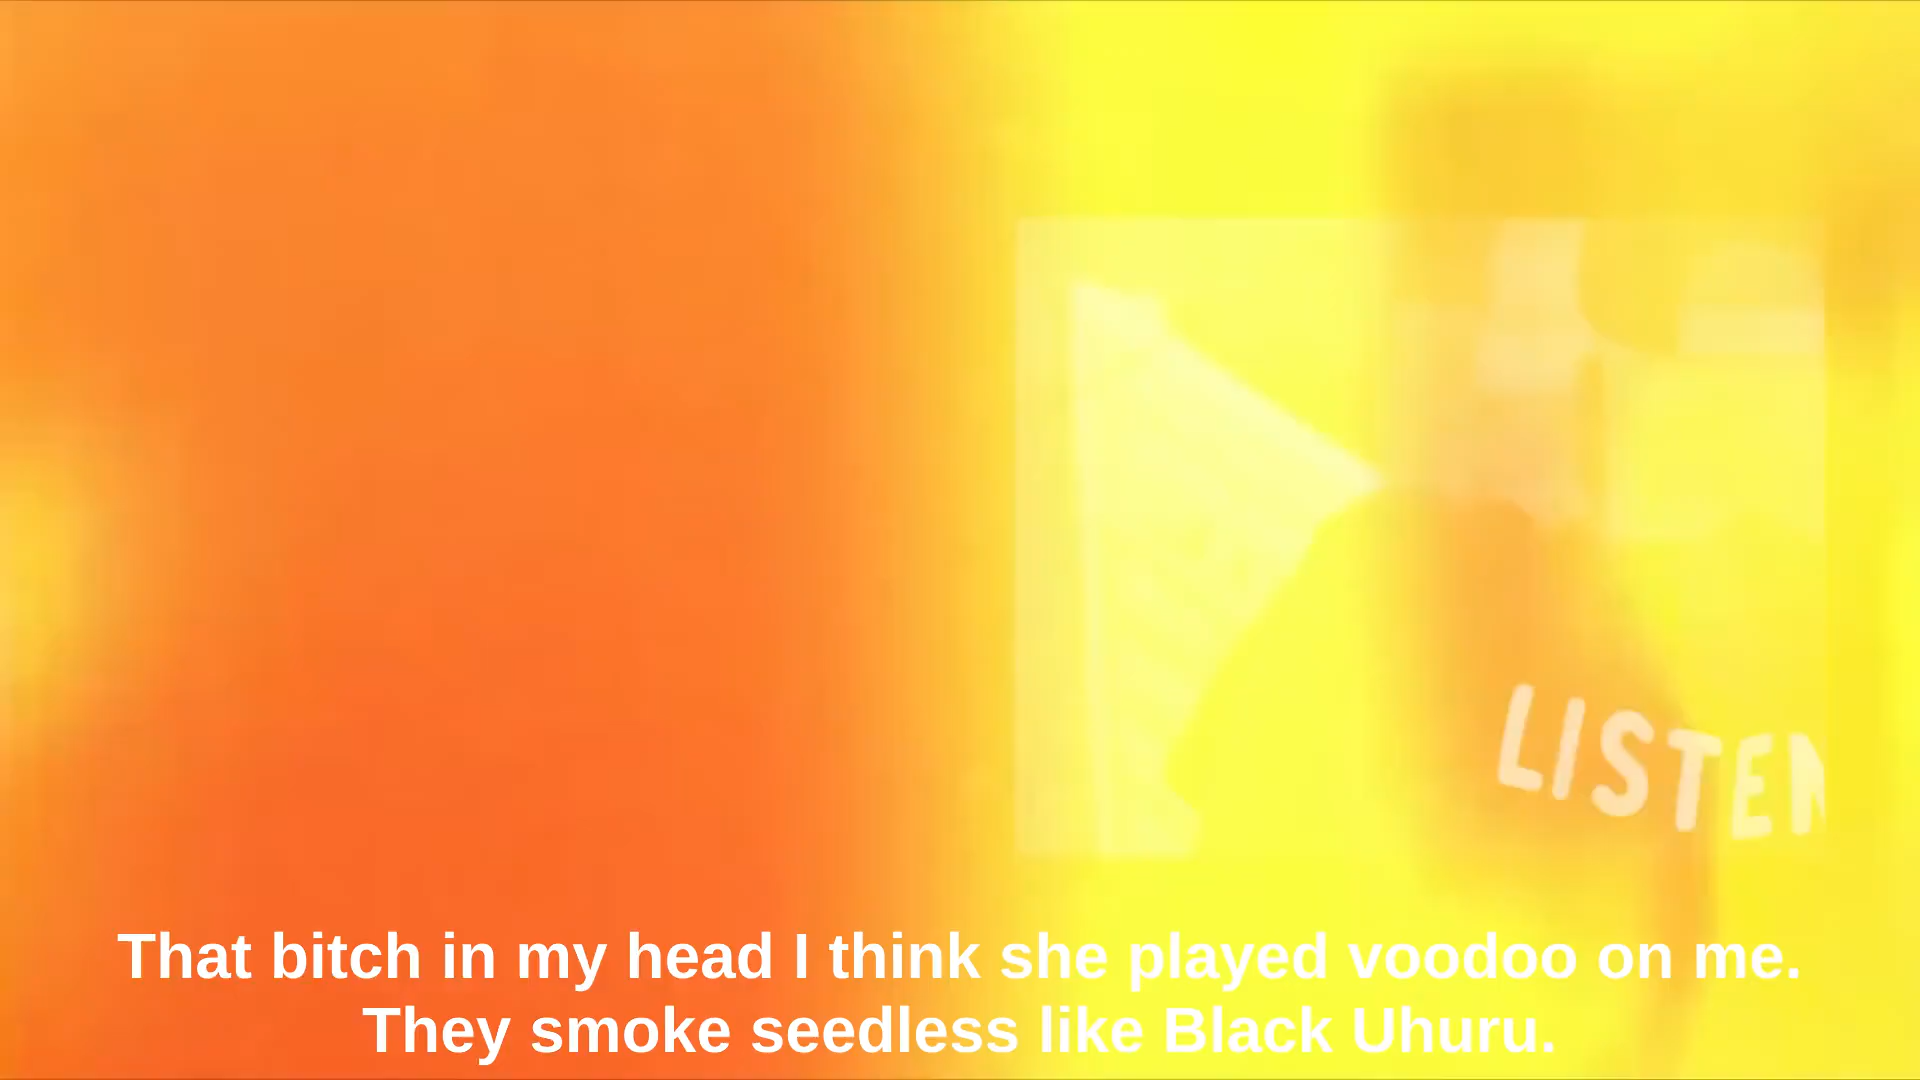 LISTEN
That bitch in my head I think she played voodoo on me.
They smoke seedless like Black Uhuru.